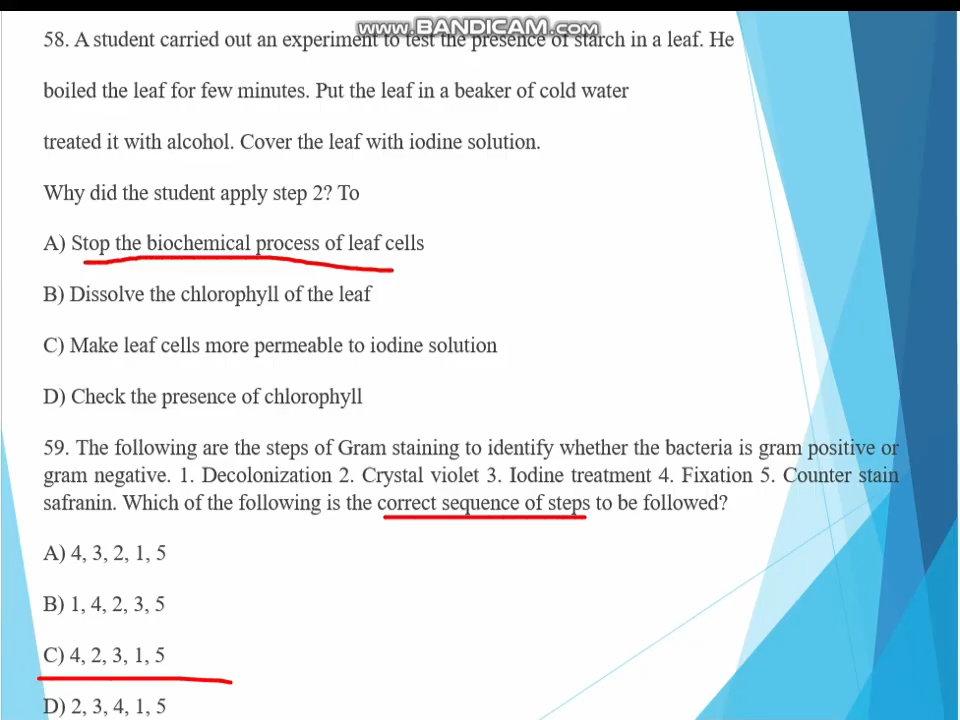 www.BANDICAM.com
58. A student carried out an experiment to test the presence of starch in a leaf. He
boiled the leaf for few minutes. Put the leaf in a beaker of cold water
treated it with alcohol. Cover the leaf with iodine solution.
Why did the student apply step 2? To
A) Stop the biochemical process of leaf cells
B) Dissolve the chlorophyll of the leaf
C) Make leaf cells more permeable to iodine solution
D) Check the presence of chlorophyll
59. The following are the steps of Gram staining to identify whether the bacteria is gram positive or
gram negative. 1. Decolonization 2. Crystal violet 3. Iodine treatment 4. Fixation 5. Counter stain
safranin. Which of the following is the correct sequence of steps to be followed?
A) 4, 3, 2, 1, 5
B) 1, 4, 2, 3, 5
C) 4, 2, 3, 1, 5
D) 2, 3, 4, 1, 5